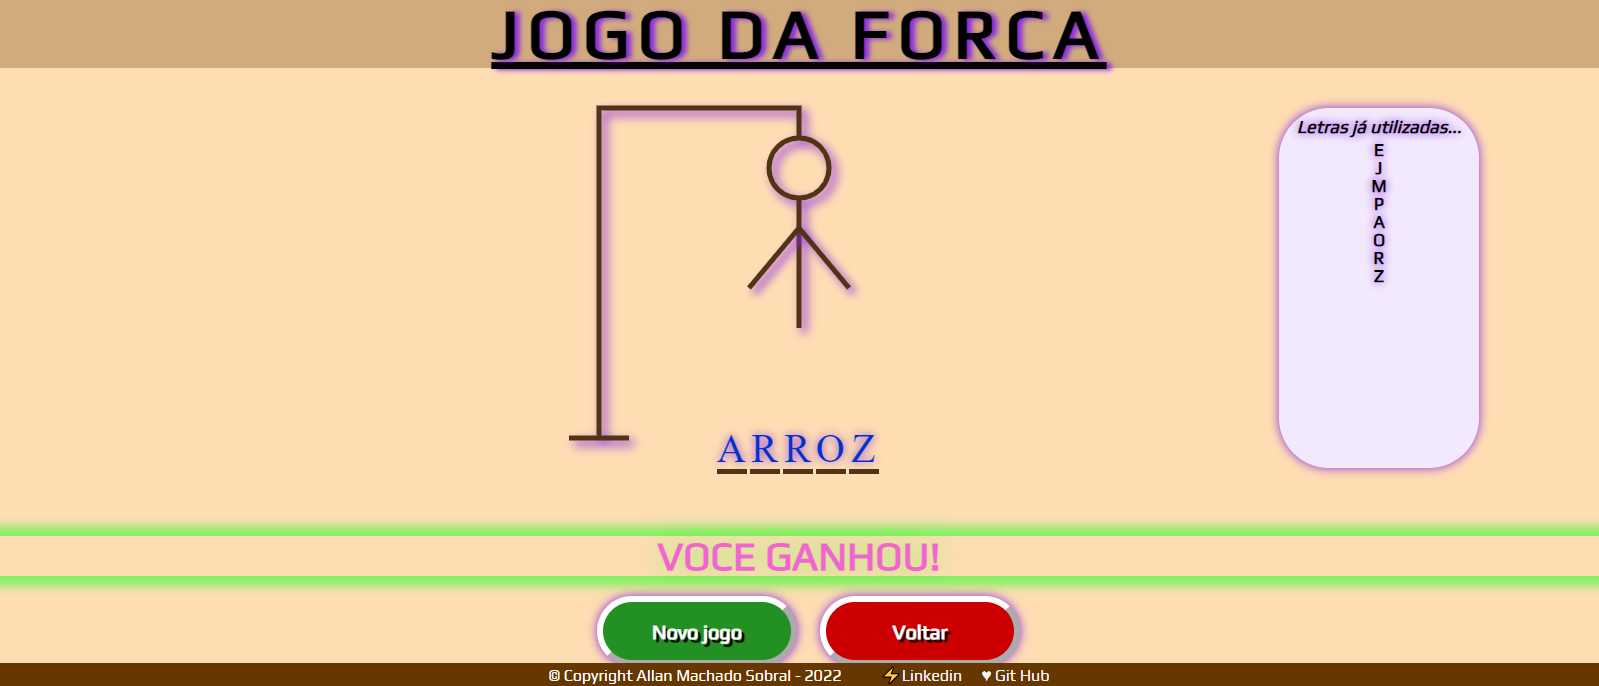 JOGO DA FORCA
Letras já utilizadas...
E
J
M
P
A
O
R
Z
ARROZ
VOCE GANHOU!
Novo jogo
Voltar
© Copyright Allan Machado Sobral - 2022 ⚡Linkedin ♥ Git Hub